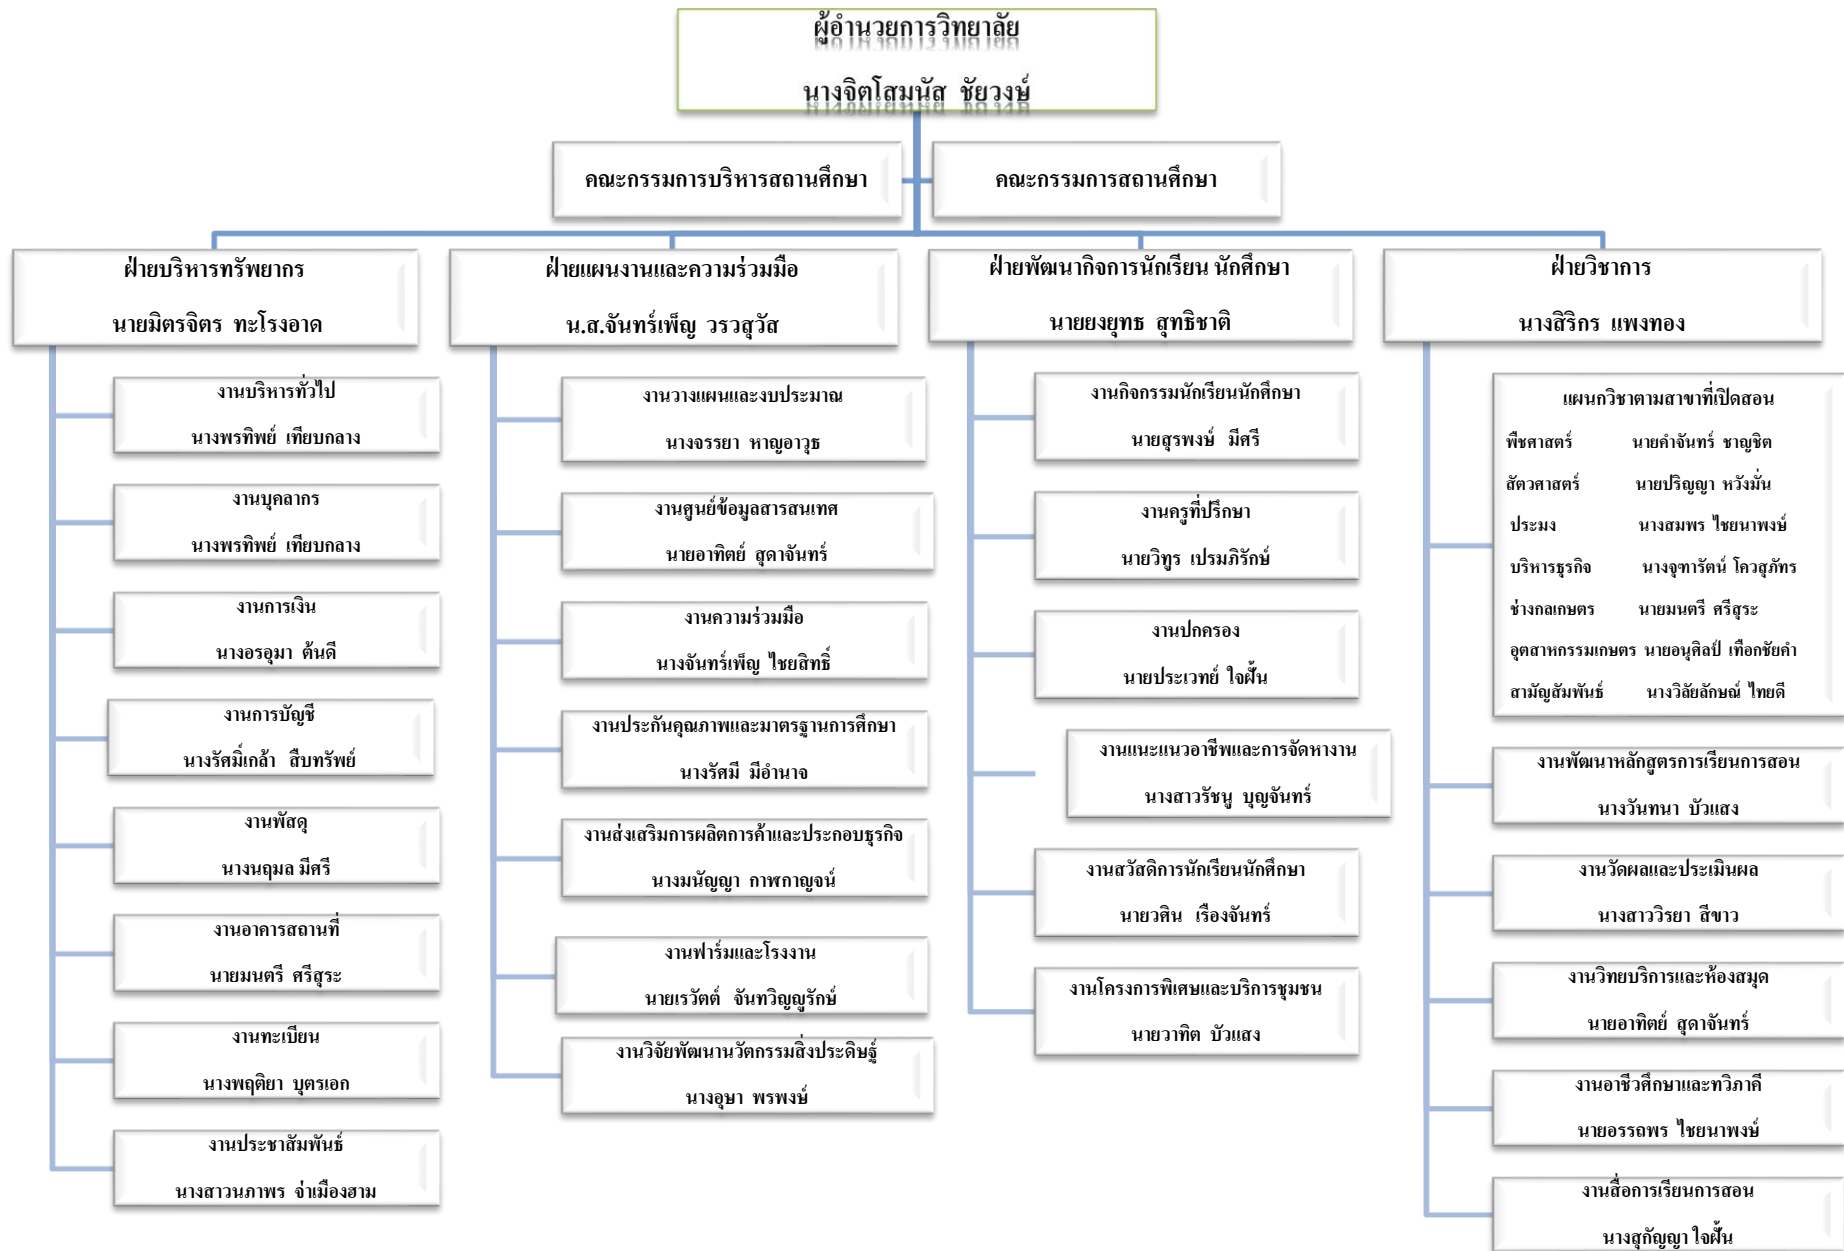 ผู้อำนวยการวิทยาลัย
นางจิตโสมนัส ชัยวงษ์
คณะกรรมการบริหารสถานศึกษา
คณะกรรมการสถานศึกษา
ฝ่ายบริหารทรัพยากร
นายมิตรจิตร ทะโรงอาด
งานบริหารทั่วไป
นางพรทิพย์ เทียบกลาง
งานบุคลากร
นางพรทิพย์ เทียบกลาง
งานการเงิน
นางอรอุมา ต้นดี
งานการบัญชี
นางรัศมิ์เกล้า สืบทรัพย์
งานพัสดุ
นางนฤมล มีศรี
งานอาคารสถานที่
นายมนตรี ศรีสุระ
งานทะเบียน
นางพฤติยา บุตรเอก
งานประชาสัมพันธ์
นางสาวนภาพร จ่าเมืองฮาม
ฝ่ายแผนงานและความร่วมมือ
น.ส.จันทร์เพ็ญ วรวสุวัส
งานวางแผนและงบประมาณ
นางจรรยา หาญอาวุธ
งานศูนย์ข้อมูลสารสนเทศ
นายอาทิตย์ สุดาจันทร์
งานความร่วมมือ
นางจันทร์เพ็ญ ไชยสิทธิ์
งานประกันคุณภาพและมาตรฐานการศึกษา
นางรัศมี มีอำนาจ
งานส่งเสริมการผลิตการค้าและประกอบธุรกิจ
นางมนัญญา กาฬกาญจน์
งานฟาร์มและโรงงาน
นายเรวัตต์ จันทวิญญูรักษ์
งานวิจัยพัฒนานวัตกรรมสิ่งประดิษฐ์
นางอุษา พรพงษ์
ฝ่ายพัฒนากิจการนักเรียน นักศึกษา
นายยงยุทธ สุทธิชาติ
งานกิจกรรมนักเรียนนักศึกษา
นายสุรพงษ์ มีศรี
งานครูที่ปรึกษา
นายวิทูร เปรมภิรักษ์
งานปกครอง
นายประเวทย์ ใจฝั้น
งานแนะแนวอาชีพและการจัดหางาน
นางสาวรัชนู บุญจันทร์
งานสวัสดิการนักเรียนนักศึกษา
นายวศิน เรืองจันทร์
งานโครงการพิเศษและบริการชุมชน
นายวาทิต บัวแสง
ฝ่ายวิชาการ
นางสิริกร แพงทอง
แผนกวิชาตามสาขาที่เปิดสอน
พืชศาสตร์ นายคำจันทร์ ชาญชิต
สัตวศาสตร์ นายปริญญา หวังมั่น
ประมง นางสมพร ไชยนาพงษ์
บริหารธุรกิจ นางจุฑารัตน์ โควสุภัทร
ช่างกลเกษตร นายมนตรี ศรีสุระ
อุตสาหกรรมเกษตร นายอนุศิลป์ เทือกชัยคำ
สามัญสัมพันธ์ นางวิลัยลักษณ์ ไทยดี
งานพัฒนาหลักสูตรการเรียนการสอน
นางวันทนา บัวแสง
งานวัดผลและประเมินผล
นางสาววิรยา สีขาว
งานวิทยบริการและห้องสมุด
นายอาทิตย์ สุดาจันทร์
งานอาชีวศึกษาและทวิภาคี
นายอรรถพร ไชยนาพงษ์
งานสื่อการเรียนการสอน
นางสุกัญญา ใจฝั้น